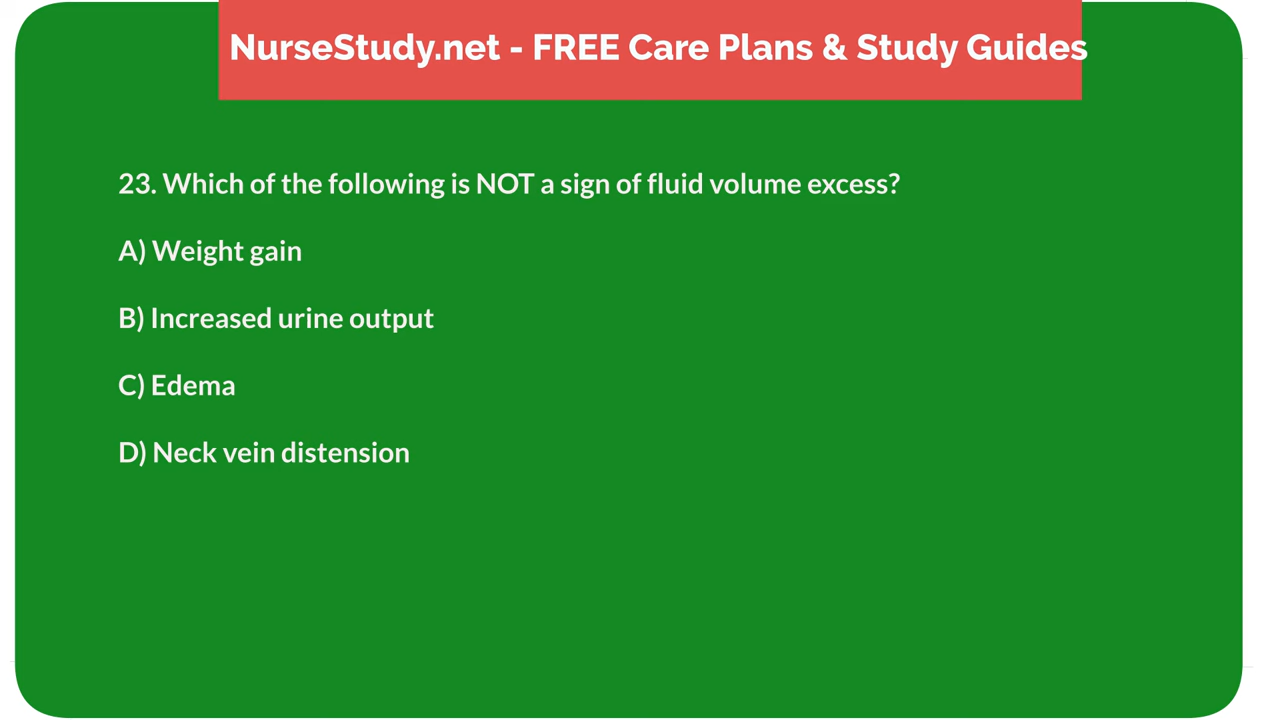 NurseStudy.net - FREE Care Plans & Study Guides
23. Which of the following is NOT a sign of fluid volume excess?
A) Weight gain
B) Increased urine output
C) Edema
D) Neck vein distension